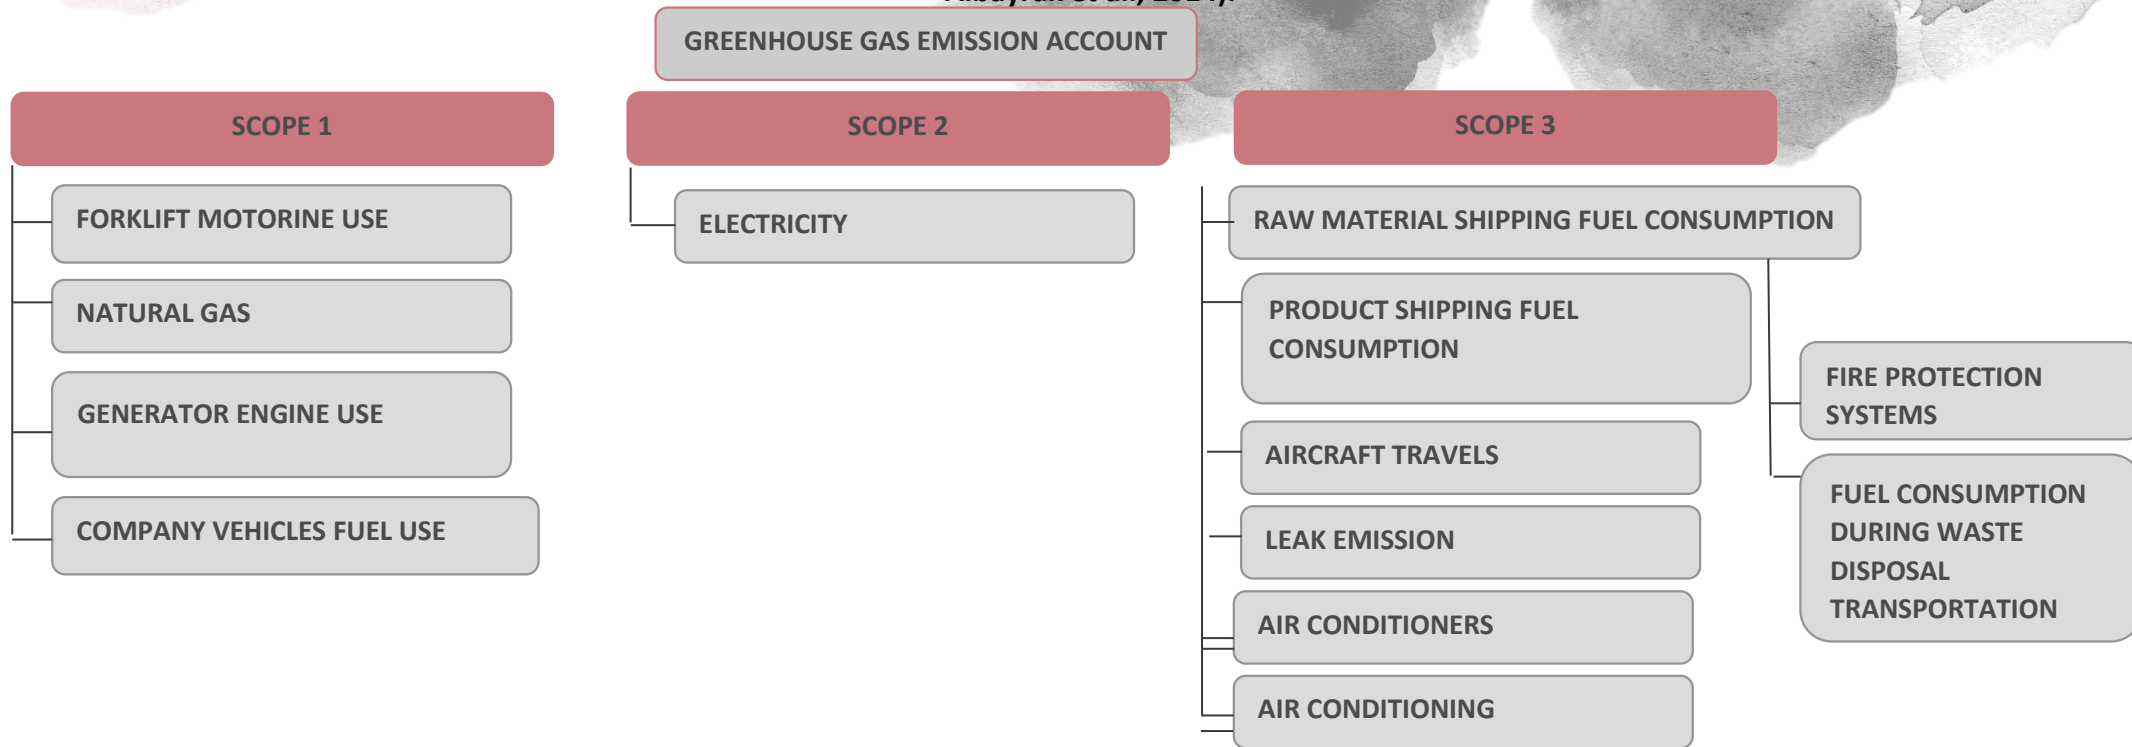 GREENHOUSE GAS EMISSION ACCOUNT
SCOPE 1
FORKLIFT MOTORINE USE
NATURAL GAS
GENERATOR ENGINE USE
COMPANY VEHICLES FUEL USE
SCOPE 2
ELECTRICITY
SCOPE 3
RAW MATERIAL SHIPPING FUEL CONSUMPTION
PRODUCT SHIPPING FUEL
CONSUMPTION
AIRCRAFT TRAVELS
LEAK EMISSION
AIR CONDITIONERS
AIR CONDITIONING
FIRE PROTECTION
SYSTEMS
FUEL CONSUMPTION
DURING WASTE
DISPOSAL
TRANSPORTATION